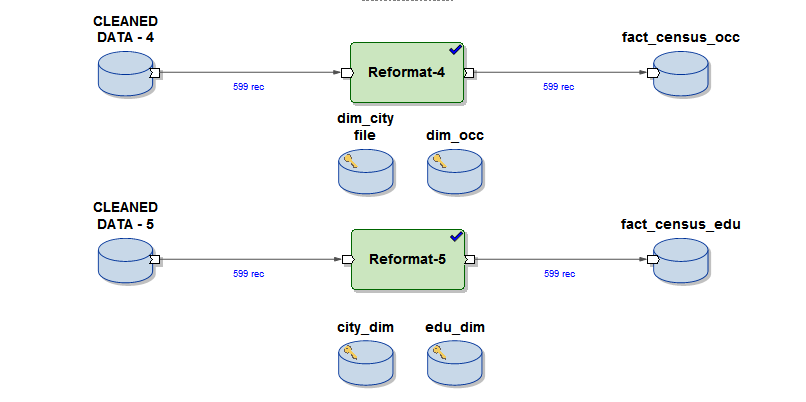 CLEANED
DATA - 4
fact_census_occ
Reformat-4
599 rec
599 rec
dim_city
file
dim_occ
CLEANED
DATA - 5
fact_census_edu
Reformat-5
599 rec
599 rec
city_dim
edu_dim